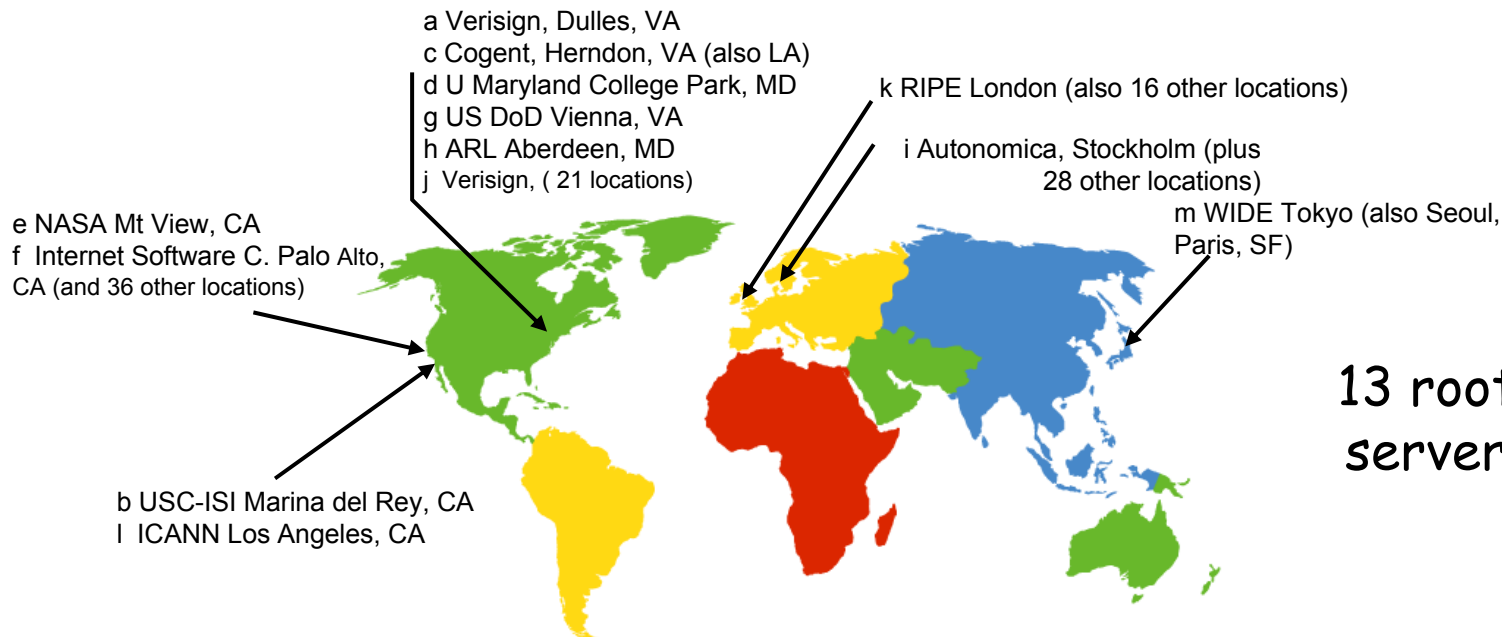 a Verisign, Dulles, VA
c Cogent, Herndon, VA (also LA)
d U Maryland College Park, MD
g US DoD Vienna, VA
h ARL Aberdeen, MD
j Verisign, ( 21 locations)
k RIPE London (also 16 other locations)
i Autonomica, Stockholm (plus
28 other locations)
m WIDE Tokyo (also Seoul,
Paris, SF)
e NASA Mt View, CA
f Internet Software C. Palo Alto,
CA (and 36 other locations)
13 root
server
b USC-ISI Marina del Rey, CA
l ICANN Los Angeles, CA